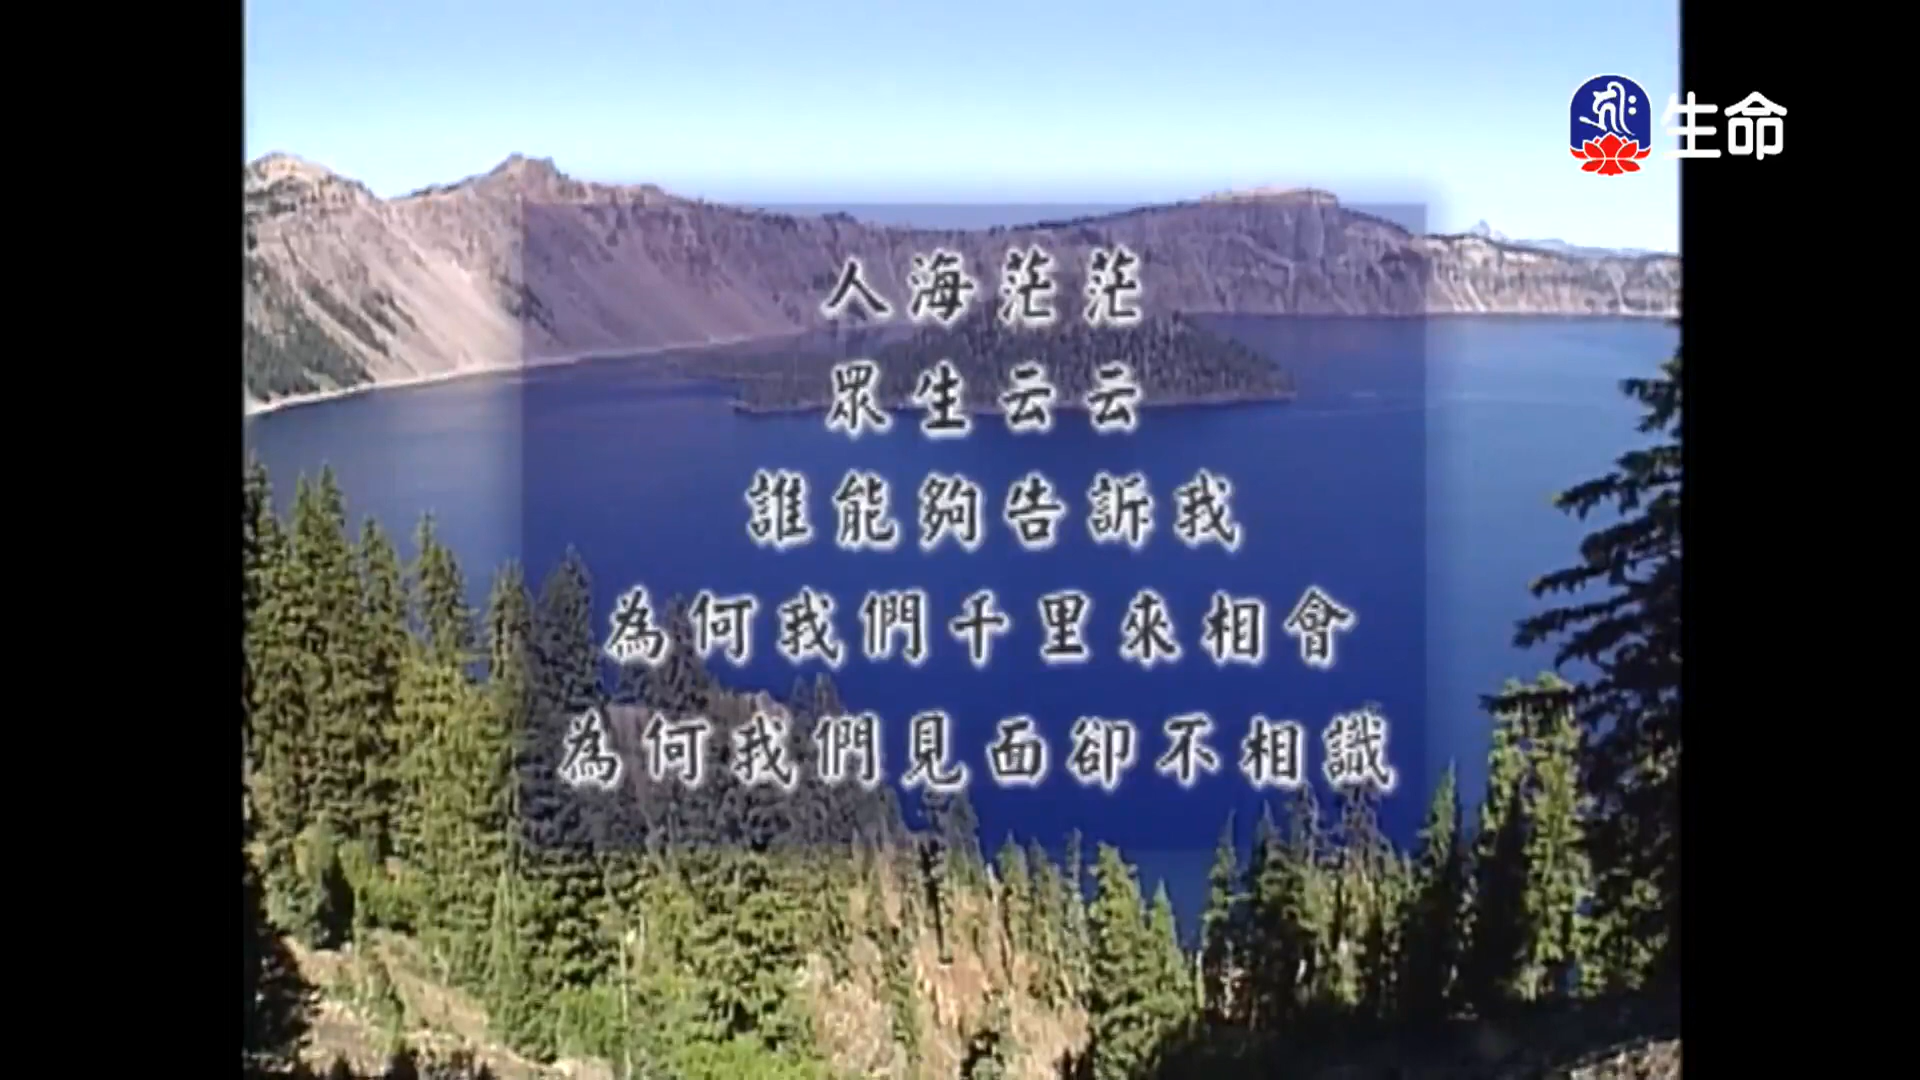 生命
人海茫茫
眾生云云
誰能夠告訴我
為何我們千里來相會
為何我們見面卻不相識